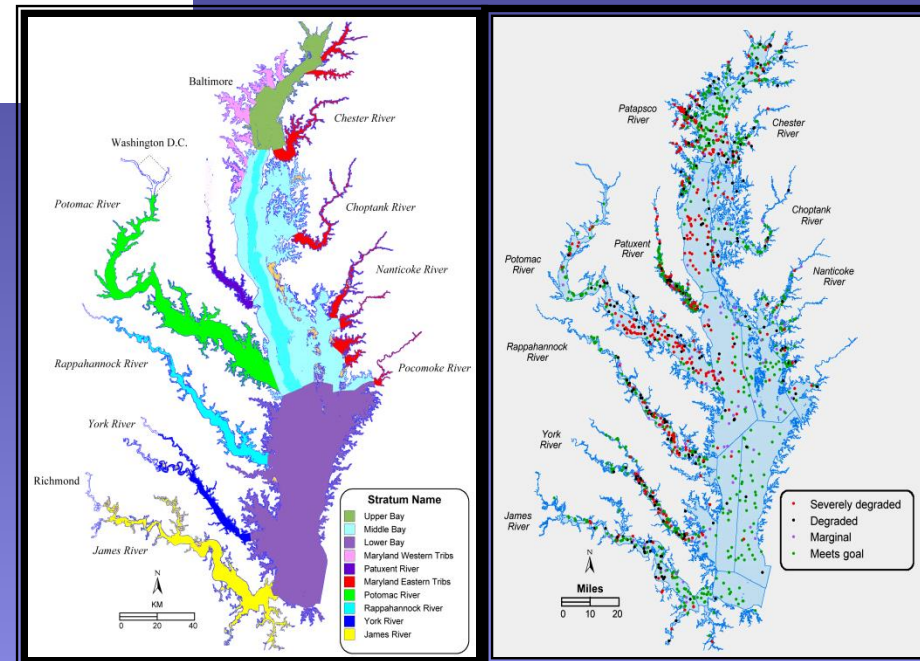 Baltimore
Chester River
Washington D.C.
Potomac River
Choptank River
Nanticoke River
Rappahannock River
Pocomoke River
York River
Richmond
James River
N
KM
0 20 40
Stratum Name
Upper Bay
Middle Bay
Lower Bay
Maryland Western Tribs
Patuxent River
Maryland Eastern Tribs
Potomac River
Rappahannock River
York River
James River
Patapsco
River
Chester
River
Choptank
River
Potomac
River
Patuxent
River
Nanticoke
River
Rappahannock
River
York
River
James
River
N
Miles
0 10 20
Severely degraded
Degraded
Marginal
Meets goal